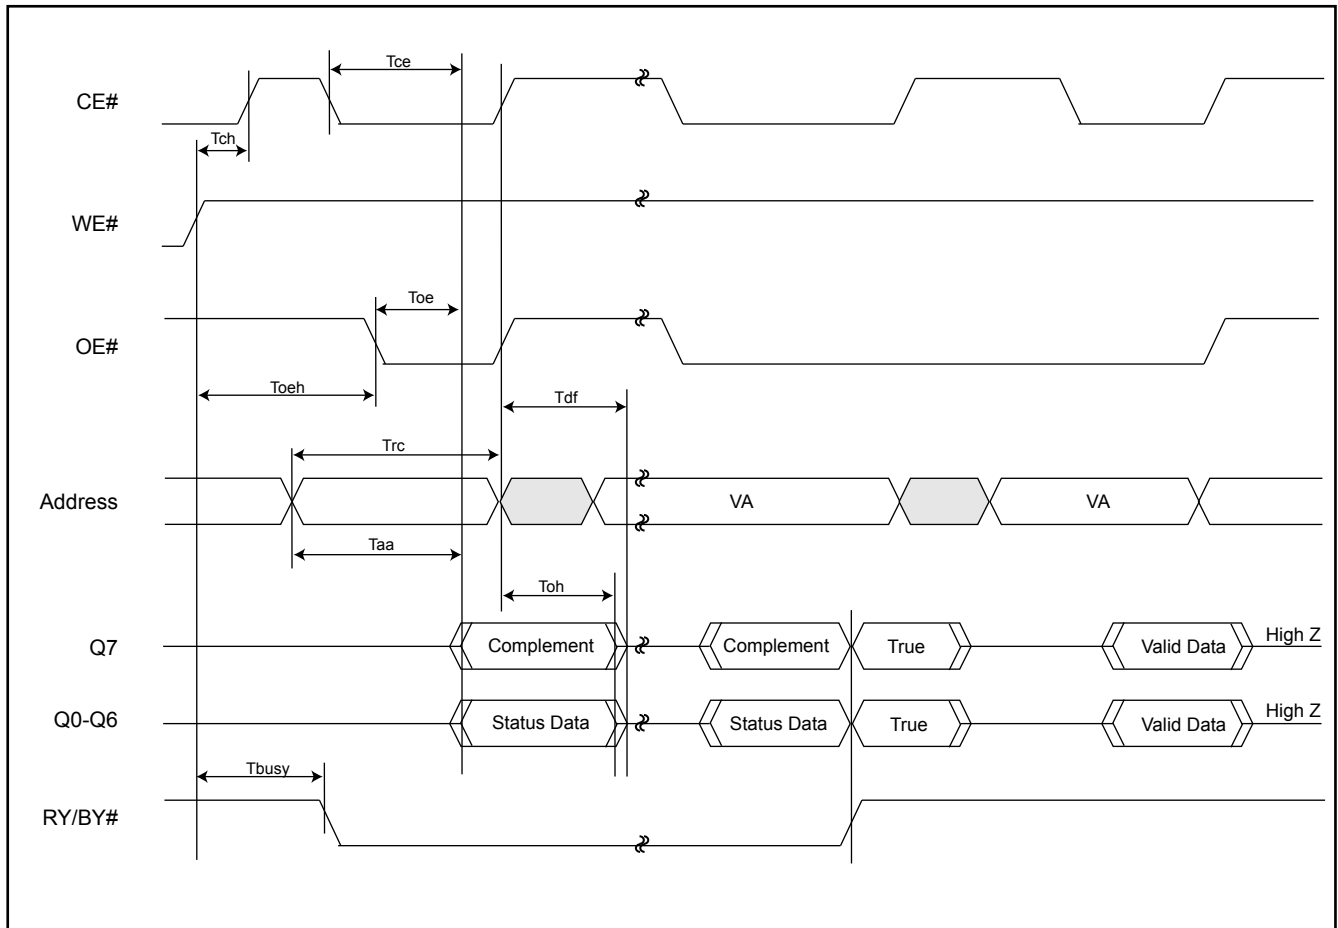 Tce
CE#
Tch
WE#
Toe
OE#
Toeh
Tdf
Trc
Address
VA
VA
Taa
Toh
Q7
Complement
Complement
True
Valid Data
High Z
Q0-Q6
Status Data
Status Data
True
Valid Data
High Z
Tbusy
RY/BY#